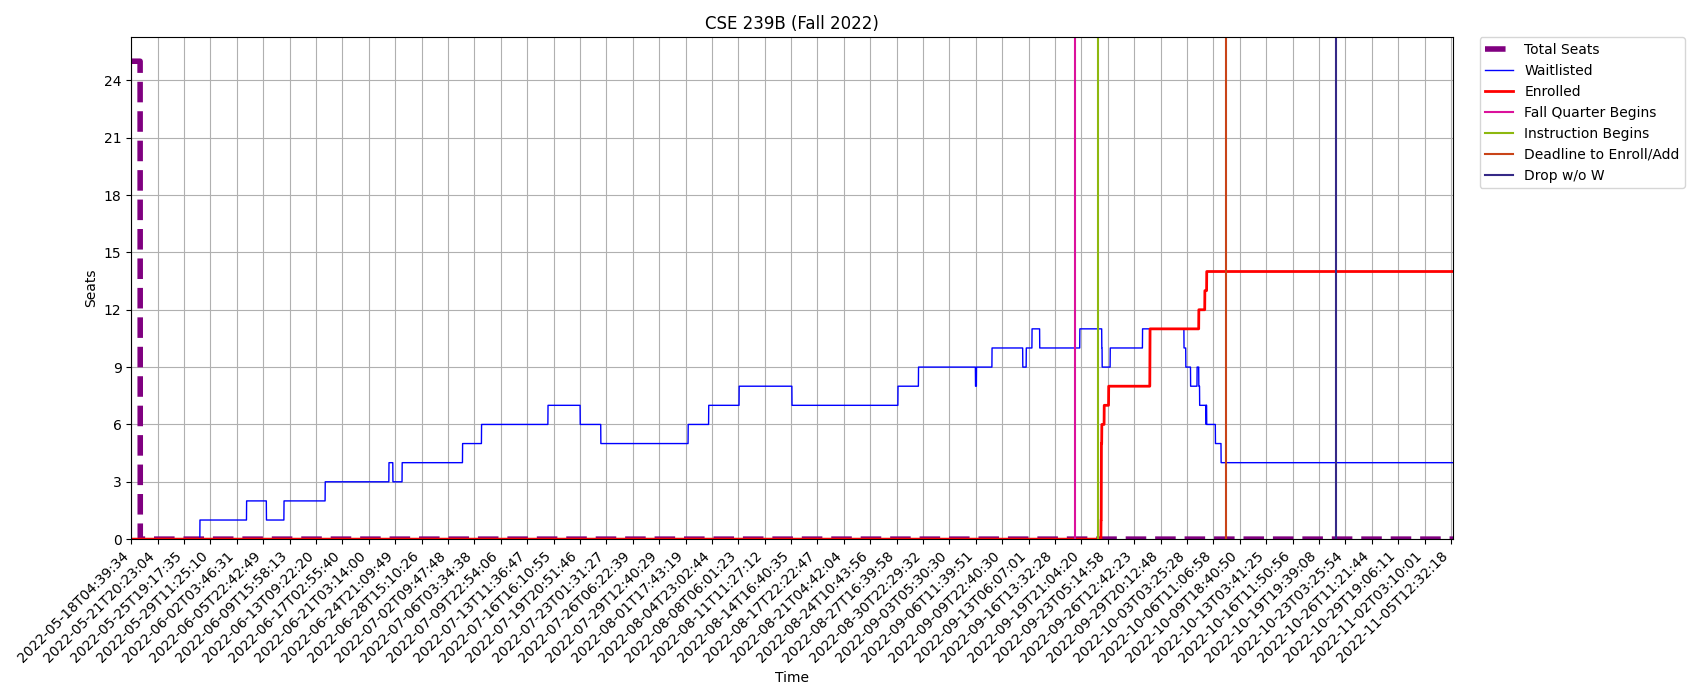 CSE 239B (Fall 2022)
Total Seats
Waitlisted
Enrolled
Fall Quarter Begins
Instruction Begins
Deadline to Enroll/Add
Drop w/o W
Seats
24
21
18
15
12
9
6
3
0
2022-05-18T04:39:34
2022-05-21T20:23:04
2022-05-25T19:17:35
2022-05-29T11:25:10
2022-06-02T03:46:31
2022-06-05T22:42:49
2022-06-09T15:58:13
2022-06-13T09:22:20
2022-06-17T02:55:40
2022-06-21T03:14:00
2022-06-24T21:09:49
2022-06-28T15:10:26
2022-07-02T09:47:48
2022-07-06T03:34:38
2022-07-09T22:54:06
2022-07-13T11:36:47
2022-07-16T16:10:55
2022-07-19T20:51:46
2022-07-23T01:31:27
2022-07-26T06:22:39
2022-07-29T12:40:29
2022-08-01T17:43:19
2022-08-04T23:02:44
2022-08-08T06:01:23
2022-08-11T11:27:12
2022-08-14T16:40:35
2022-08-17T22:22:47
2022-08-21T04:42:04
2022-08-24T10:43:56
2022-08-27T16:39:58
2022-08-30T22:29:32
2022-09-03T05:30:30
2022-09-06T11:39:51
2022-09-09T22:40:30
2022-09-13T06:07:01
2022-09-16T13:32:28
2022-09-19T21:04:20
2022-09-23T05:14:58
2022-09-26T12:42:23
2022-09-29T20:12:48
2022-10-03T03:25:28
2022-10-06T11:06:58
2022-10-09T18:40:50
2022-10-13T03:41:25
2022-10-16T11:50:56
2022-10-19T19:39:08
2022-10-23T03:25:54
2022-10-26T11:21:44
2022-10-29T19:06:11
2022-11-02T03:10:01
2022-11-05T12:32:18
Time